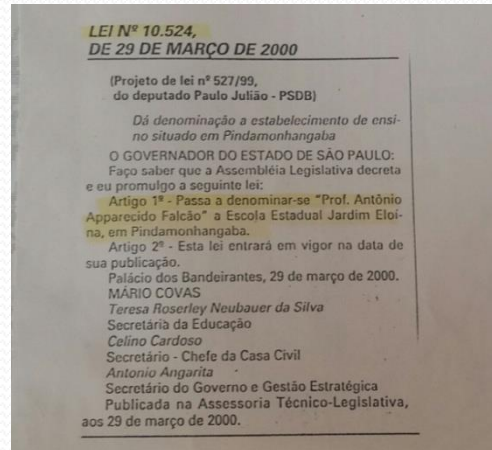 LEI Nº 10.524,
DE 29 DE MARÇO DE 2000
(Projeto de lei nº 527/99,
do deputado Paulo Julião - PSDB)
Dá denominação a estabelecimento de ensi-
no situado em Pindamonhangaba
O GOVERNADOR DO ESTADO DE SÃO PAULO:
Faço saber que a Assembléia Legislativa decreta
e eu promulgo a seguinte lei:
Artigo 1º - Passa a denominar-se "Prof. Antônio
Apparecido Falcão" a Escola Estadual Jardim Eloí-
na, em Pindamonhangaba.
Artigo 2º - Esta lei entrará em vigor na data de
sua publicação.
Palácio dos Bandeirantes, 29 de março de 2000.
MÁRIO COVAS
Teresa Roserley Neubauer da Silva
Secretária da Educação
Celino Cardoso
Secretário - Chefe da Casa Civil
Antonio Angarita
Secretário do Governo e Gestão Estratégica
Publicada na Assessoria Técnico-Legislativa,
aos 29 de março de 2000.